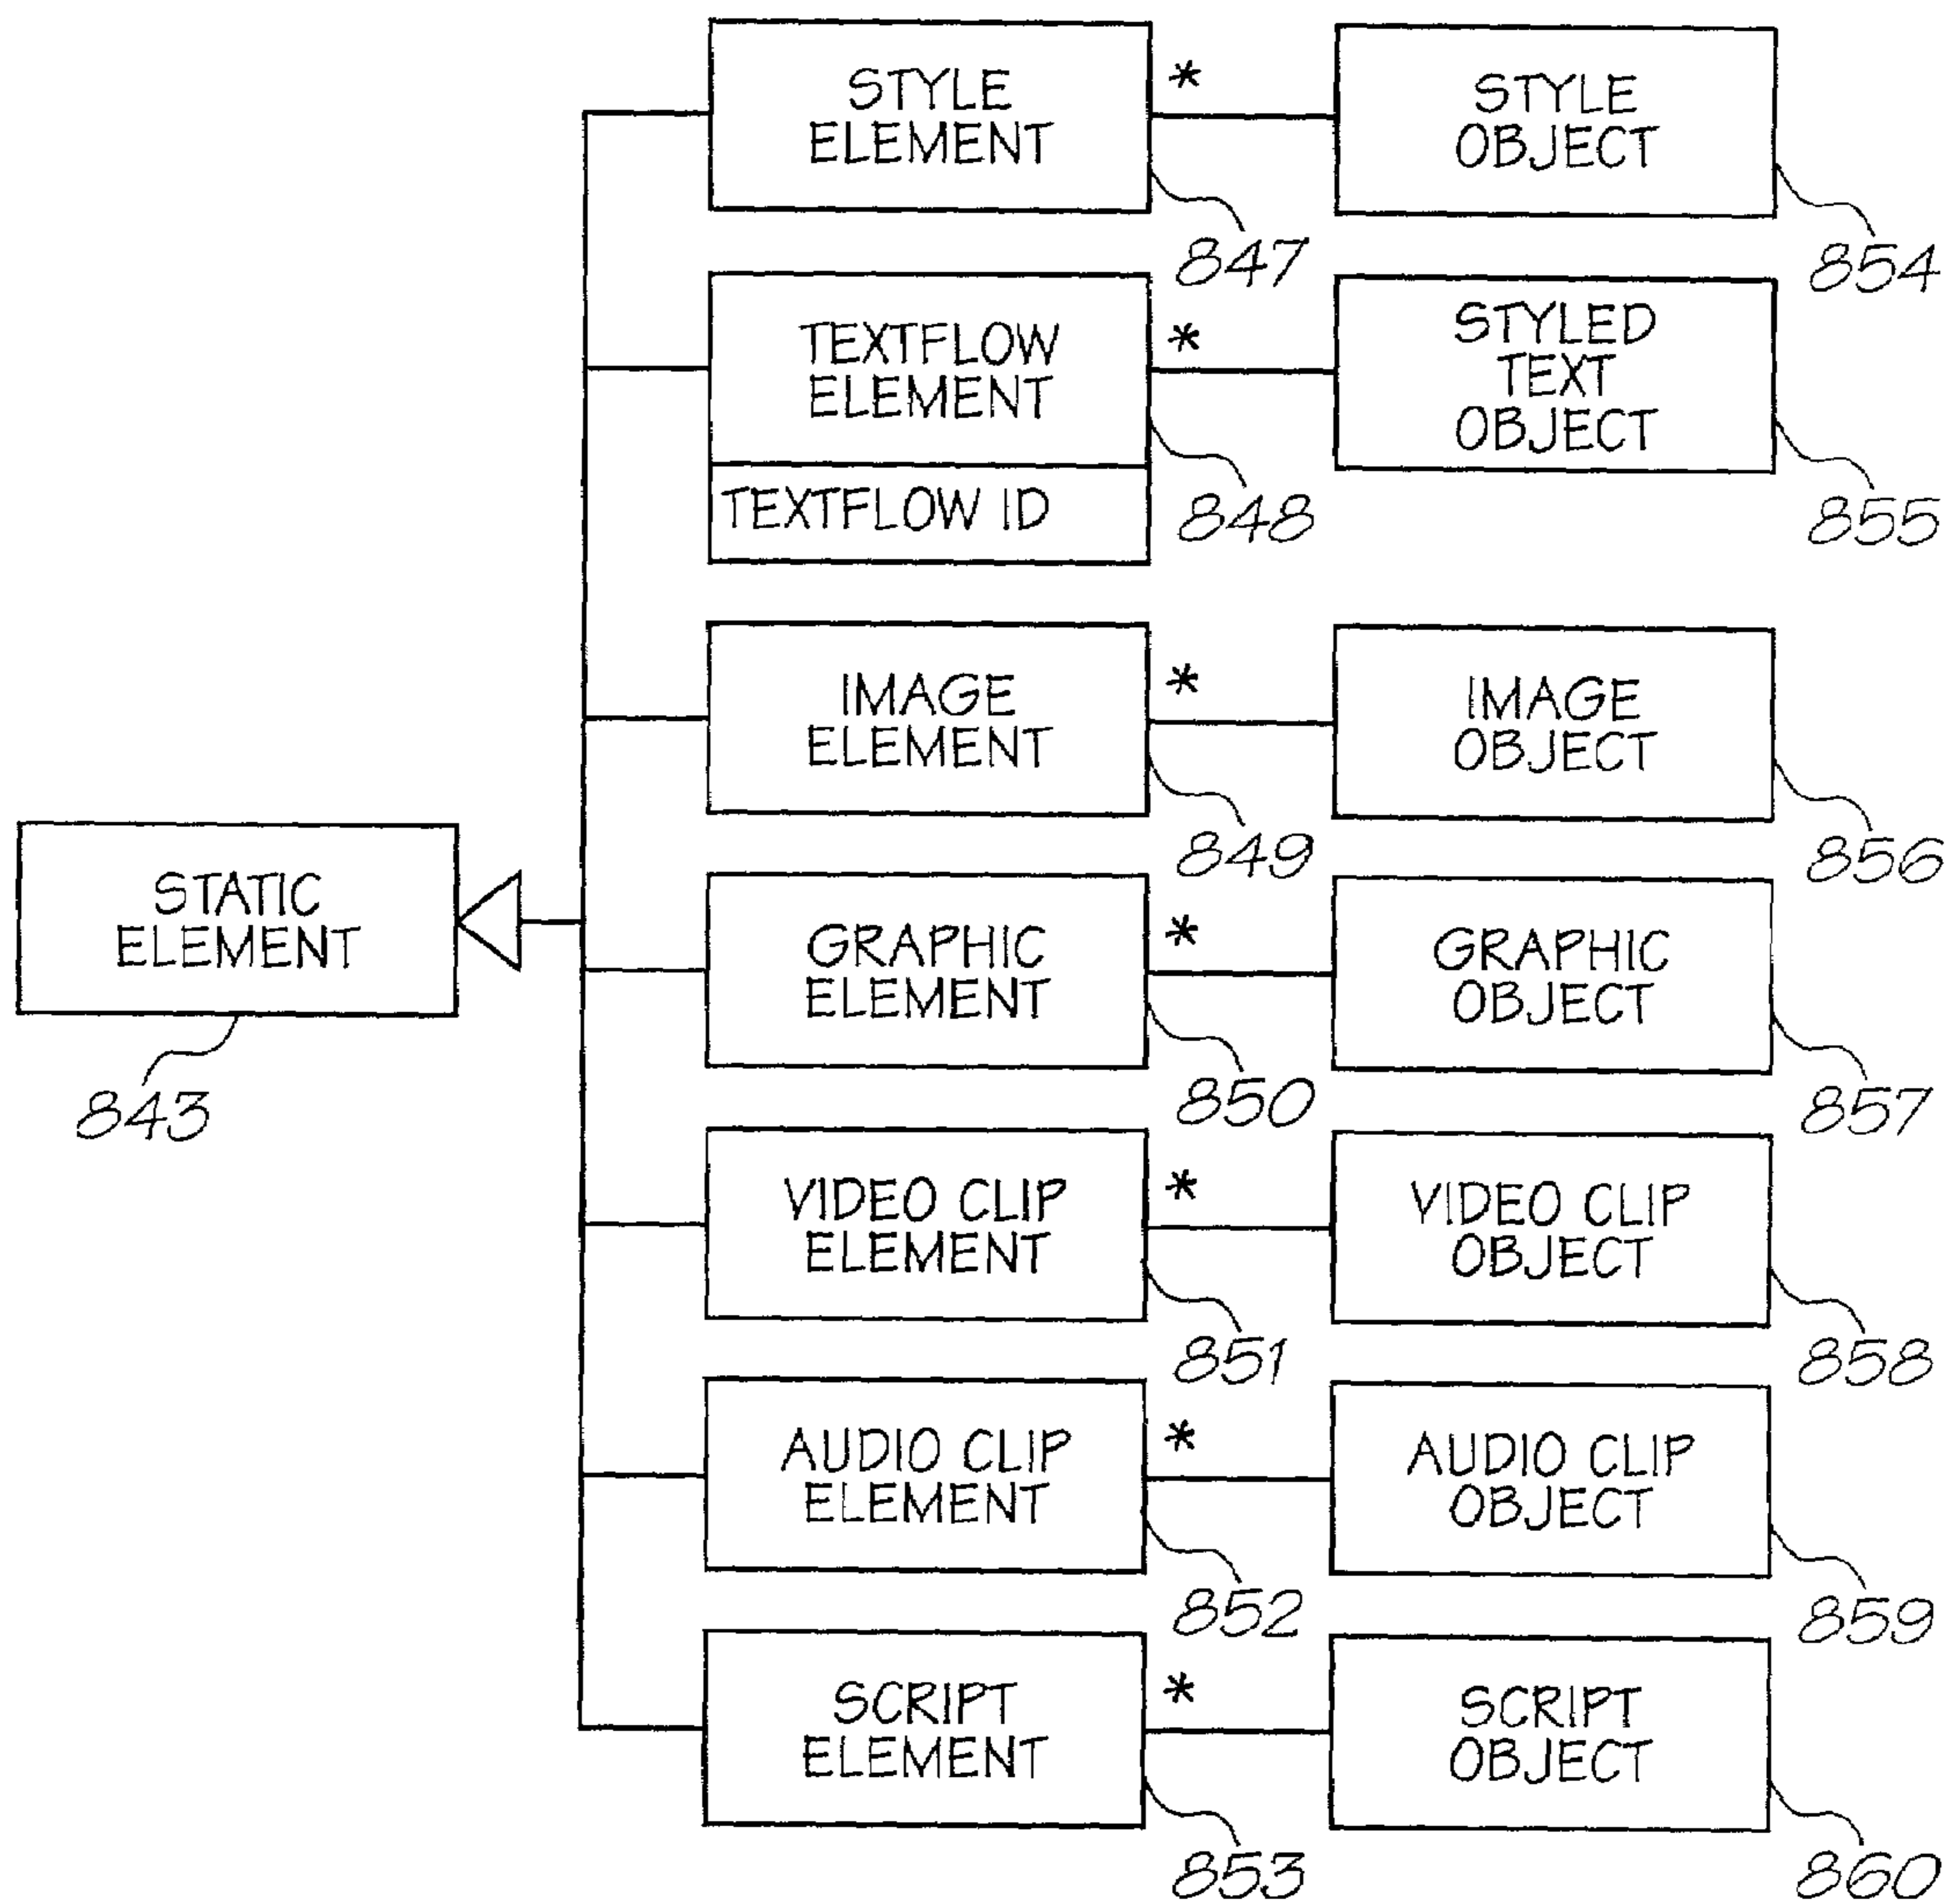 STYLE
ELEMENT
*
STYLE
OBJECT
847
854
TEXTFLOW
ELEMENT
*
STYLED
TEXT
OBJECT
TEXTFLOW ID
848
855
IMAGE
ELEMENT
*
IMAGE
OBJECT
849
856
STATIC
ELEMENT
843
GRAPHIC
ELEMENT
*
GRAPHIC
OBJECT
850
857
VIDEO CLIP
ELEMENT
*
VIDEO CLIP
OBJECT
851
858
AUDIO CLIP
ELEMENT
*
AUDIO CLIP
OBJECT
852
859
SCRIPT
ELEMENT
*
SCRIPT
OBJECT
853
860